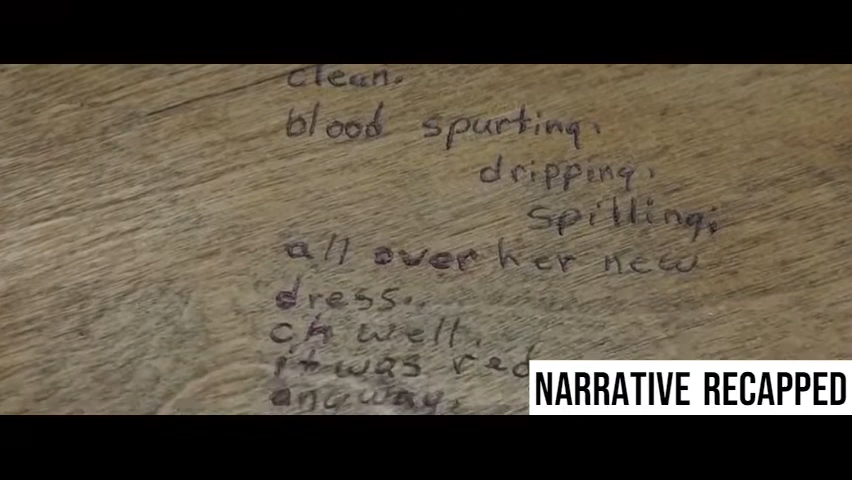 clean.
blood spurting,
dripping,
spilling,
all over her new
dress...
oh well,
it was red
anyway.
NARRATIVE RECAPPED